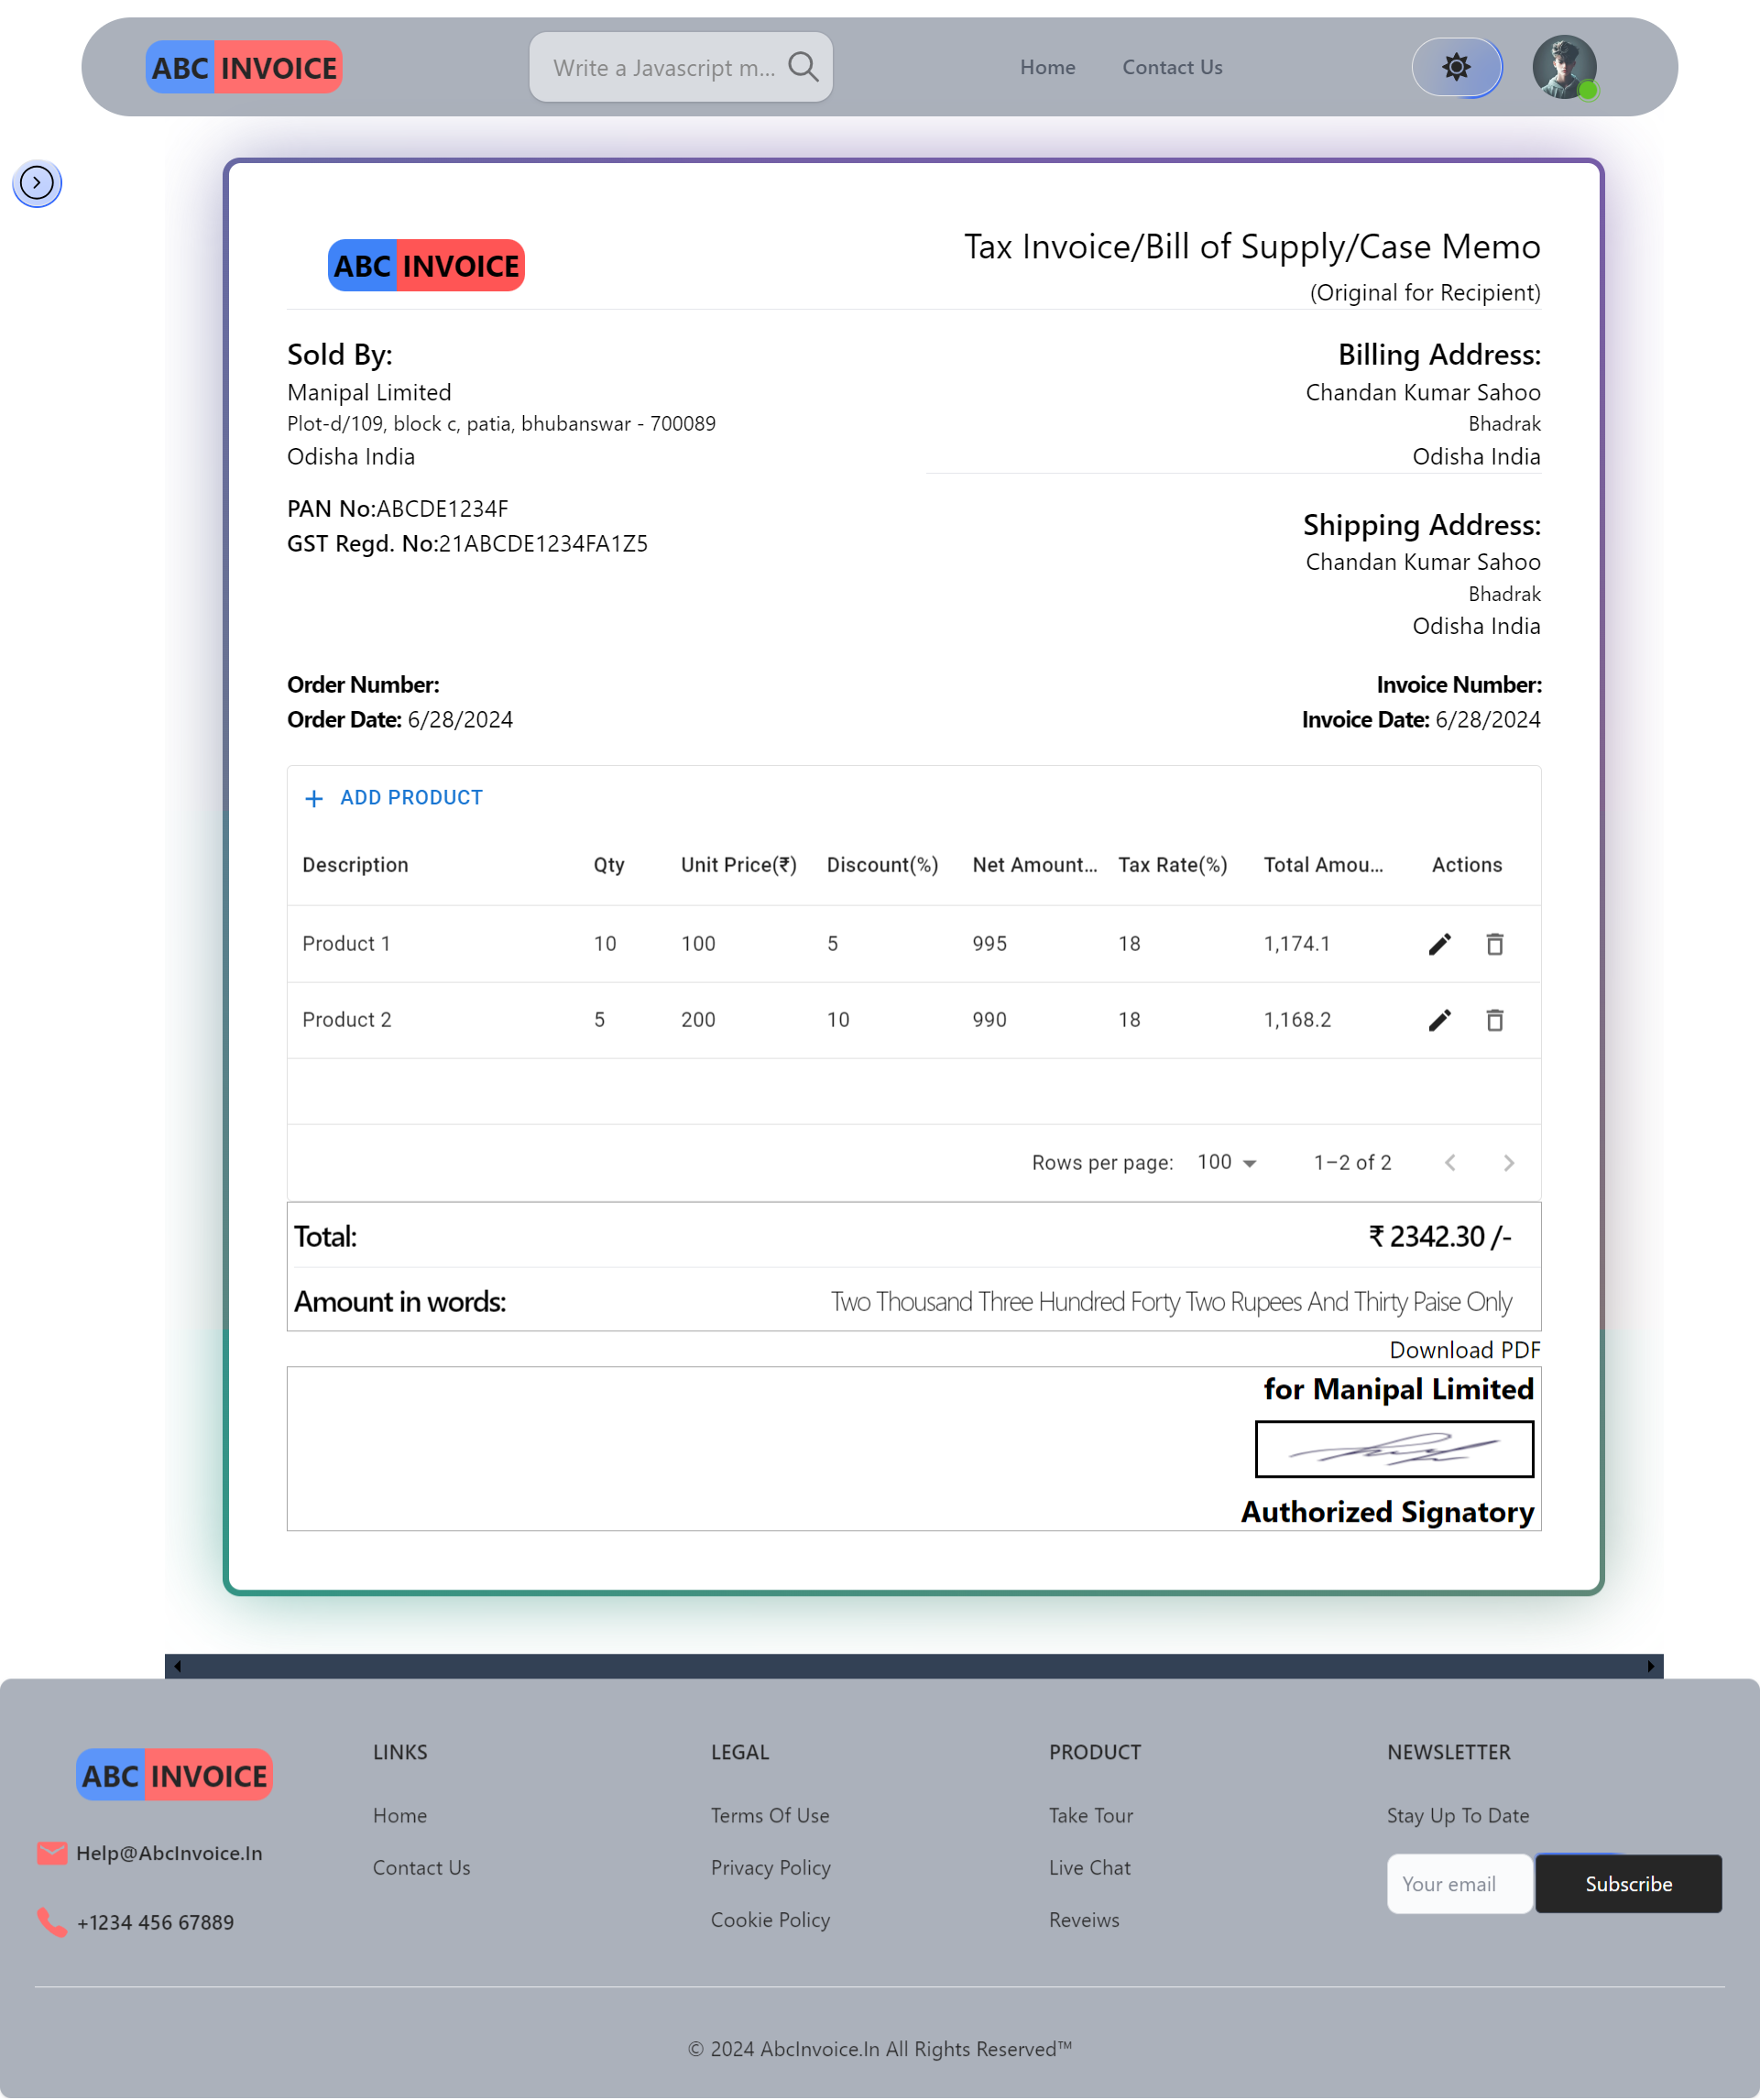 ABC INVOICE
Write a Javascript m...
Home
Contact Us
ABC INVOICE
Tax Invoice/Bill of Supply/Case Memo
(Original for Recipient)
Sold By:
Manipal Limited
Plot-d/109, block c, patia, bhubanswar - 700089
Odisha India
PAN No:ABCDE1234F
GST Regd. No:21ABCDE1234FA1Z5
Billing Address:
Chandan Kumar Sahoo
Bhadrak
Odisha India
Shipping Address:
Chandan Kumar Sahoo
Bhadrak
Odisha India
Order Number:
Order Date: 6/28/2024
Invoice Number:
Invoice Date: 6/28/2024
ADD PRODUCT
Description Qty Unit Price(₹) Discount(%) Net Amount... Tax Rate(%) Total Amou... Actions
Product 1 10 100 5 995 18 1,174.1
Product 2 5 200 10 990 18 1,168.2
Rows per page: 100 1–2 of 2
Total: ₹ 2342.30 /-
Amount in words: Two Thousand Three Hundred Forty Two Rupees And Thirty Paise Only
Download PDF
for Manipal Limited
Authorized Signatory
ABC INVOICE
Help@AbcInvoice.In
+1234 456 67889
LINKS
Home
Contact Us
LEGAL
Terms Of Use
Privacy Policy
Cookie Policy
PRODUCT
Take Tour
Live Chat
Reveiws
NEWSLETTER
Stay Up To Date
Your email
Subscribe
© 2024 AbcInvoice.In All Rights Reserved™